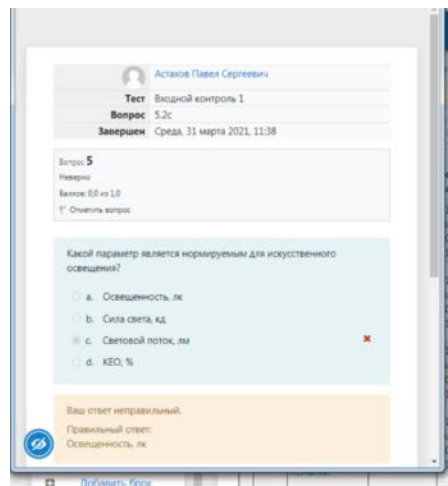 Астахов Павел Сергеевич
Тест Входной контроль 1
Вопрос 5.2с
Завершен Среда, 31 марта 2021, 11:38
Вопрос 5
Неверно
Баллов: 0,0 из 1,0
Отметить вопрос
Какой параметр является нормируемым для искусственного
освещения?
a. Освещенность, лк
b. Сила света, кд
c. Световой поток, лм
d. КЕО, %
Ваш ответ неправильный.
Правильный ответ:
Освещенность, лк
Добавить блок